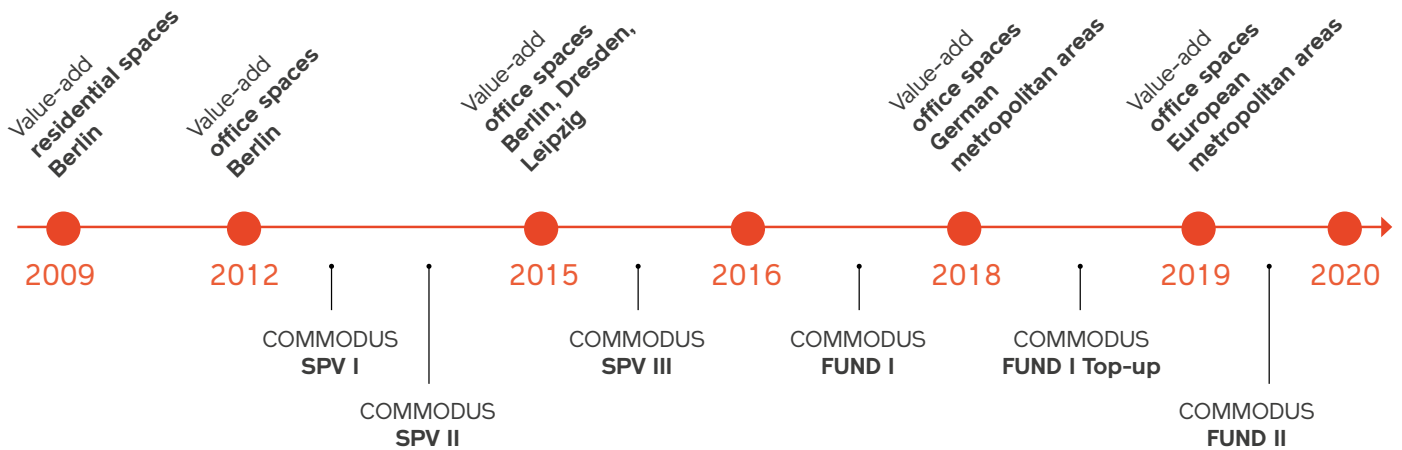 Value-add
residential spaces
Berlin
Value-add
office spaces
Berlin
Value-add
office spaces
Berlin, Dresden,
Leipzig
Value-add
office spaces
German
metropolitan areas
Value-add
office spaces
European
metropolitan areas
2009
2012
2015
2016
2018
2019
2020
COMMODUS
SPV I
COMMODUS
SPV II
COMMODUS
SPV III
COMMODUS
FUND I
COMMODUS
FUND I Top-up
COMMODUS
FUND II